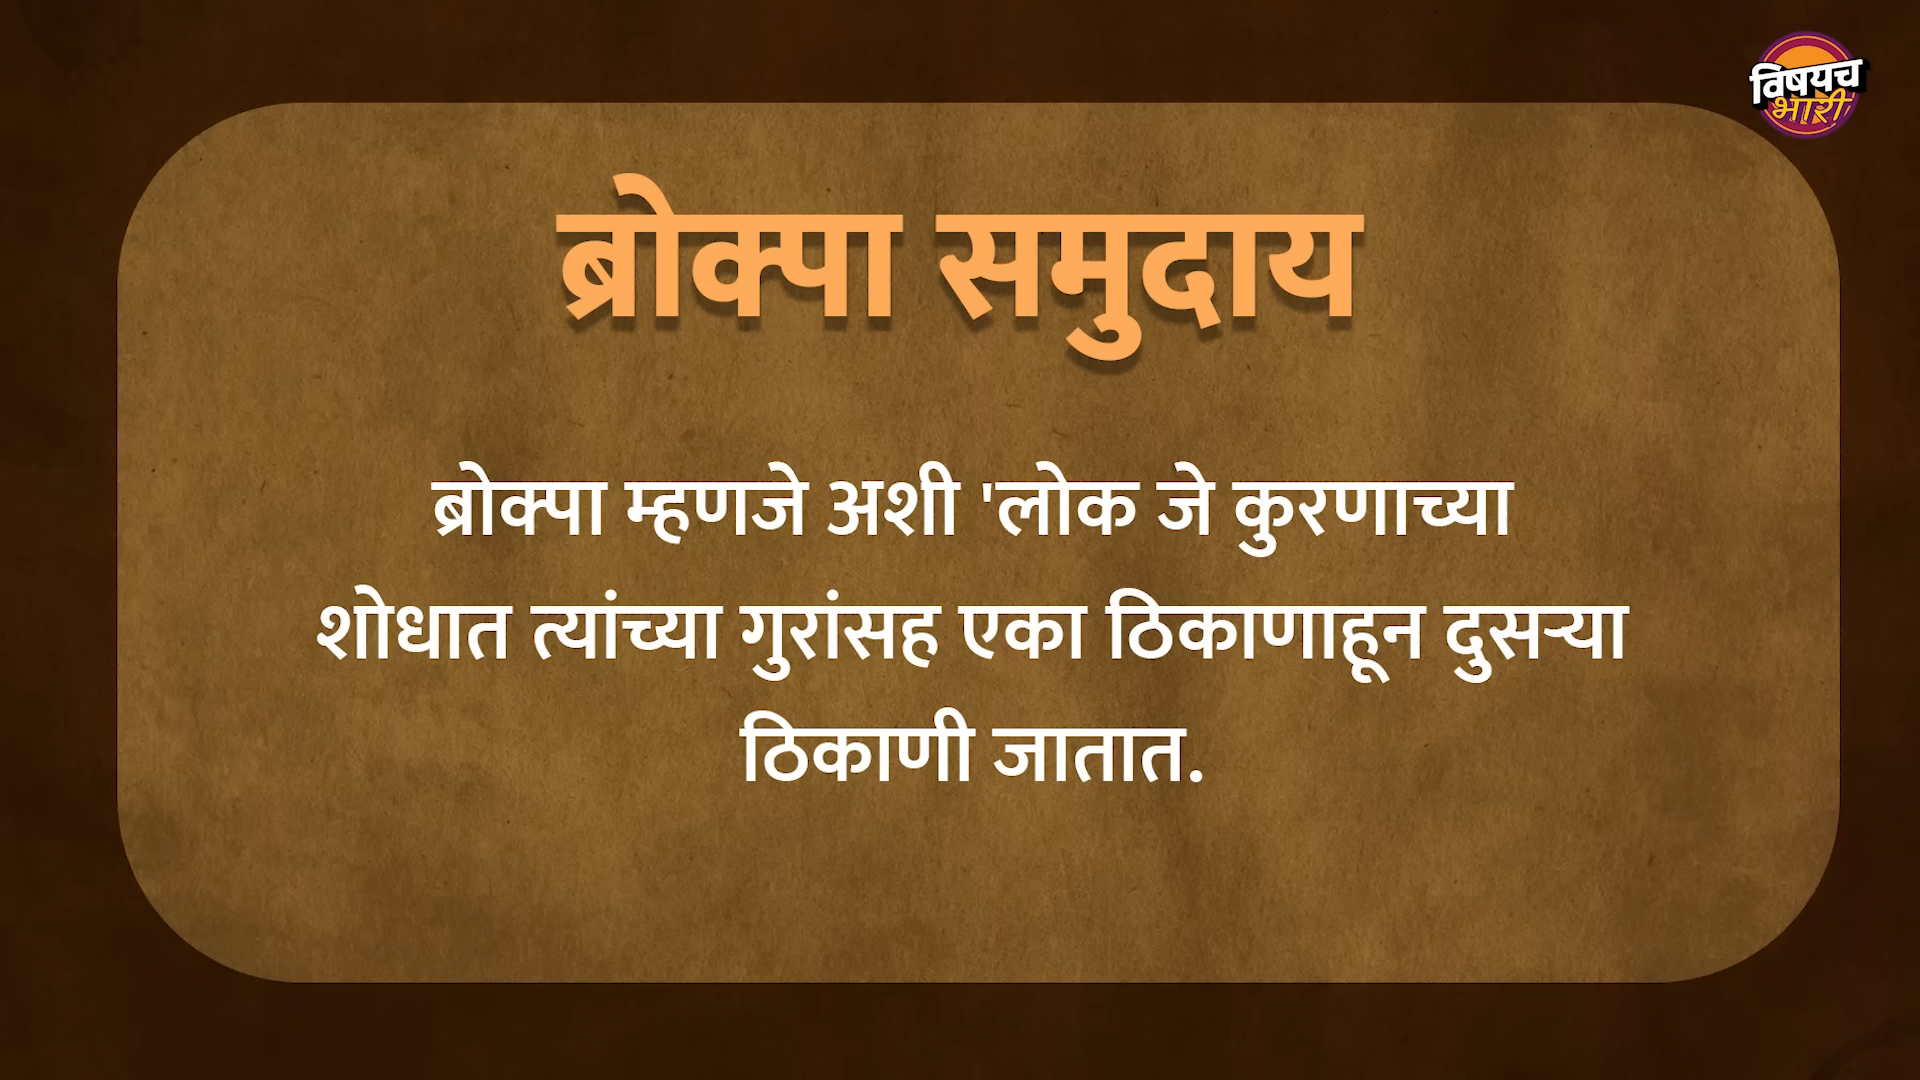 विषयच
भारी
ब्रोक्पा समुदाय
ब्रोक्पा म्हणजे अशी 'लोक जे कुरणाच्या
शोधात त्यांच्या गुरांसह एका ठिकाणाहून दुसऱ्या
ठिकाणी जातात.